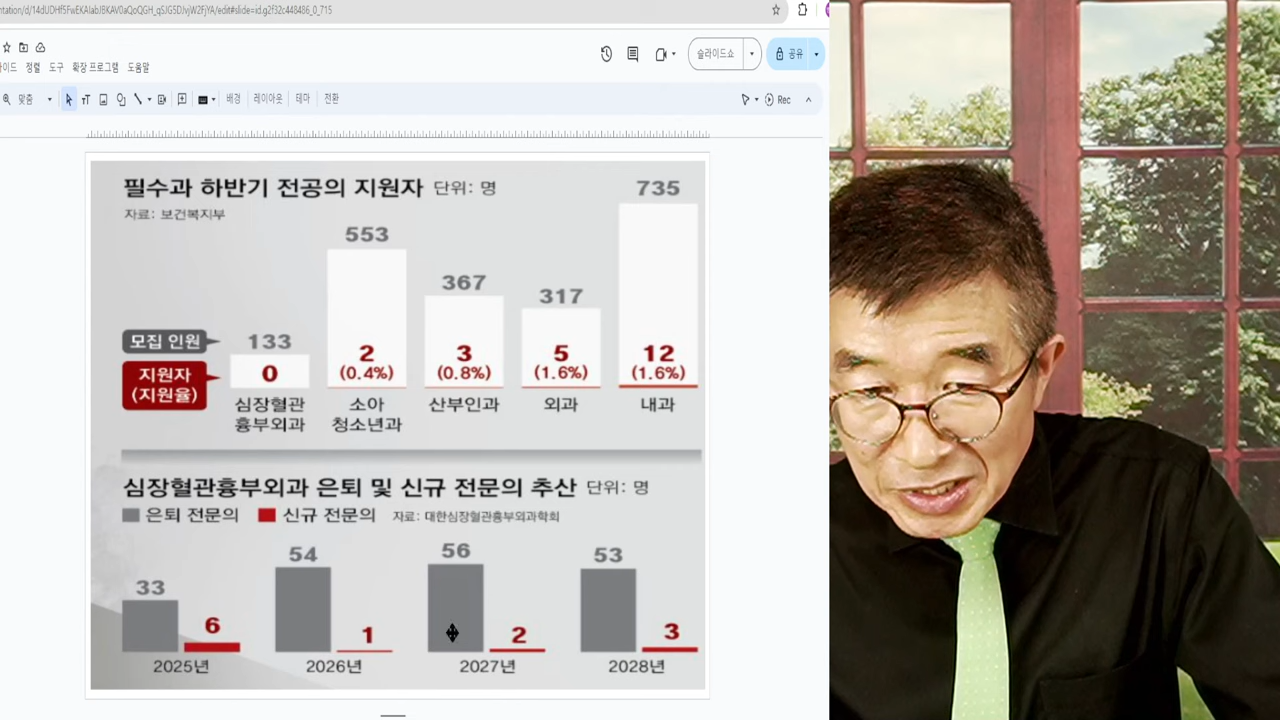 ntation/d/14dUDHf5FwEKAlabJ8KAV0aQoQGH_qSJG5DJvjW2FjYA/edit#slide=id.g2f32c448486_0_715
이드 정렬 도구 확장 프로그램 도움말
슬라이드쇼
공유
맞춤
배경 레이아웃 테마 전환
Rec
필수과 하반기 전공의 지원자 단위: 명
자료: 보건복지부
모집 인원
지원자
(지원율)
133
0
심장혈관
흉부외과
553
2
(0.4%)
소아
청소년과
367
3
(0.8%)
산부인과
317
5
(1.6%)
외과
735
12
(1.6%)
내과
심장혈관흉부외과 은퇴 및 신규 전문의 추산 단위: 명
은퇴 전문의 신규 전문의 자료: 대한심장혈관흉부외과학회
33
6
2025년
54
1
2026년
56
2
2027년
53
3
2028년